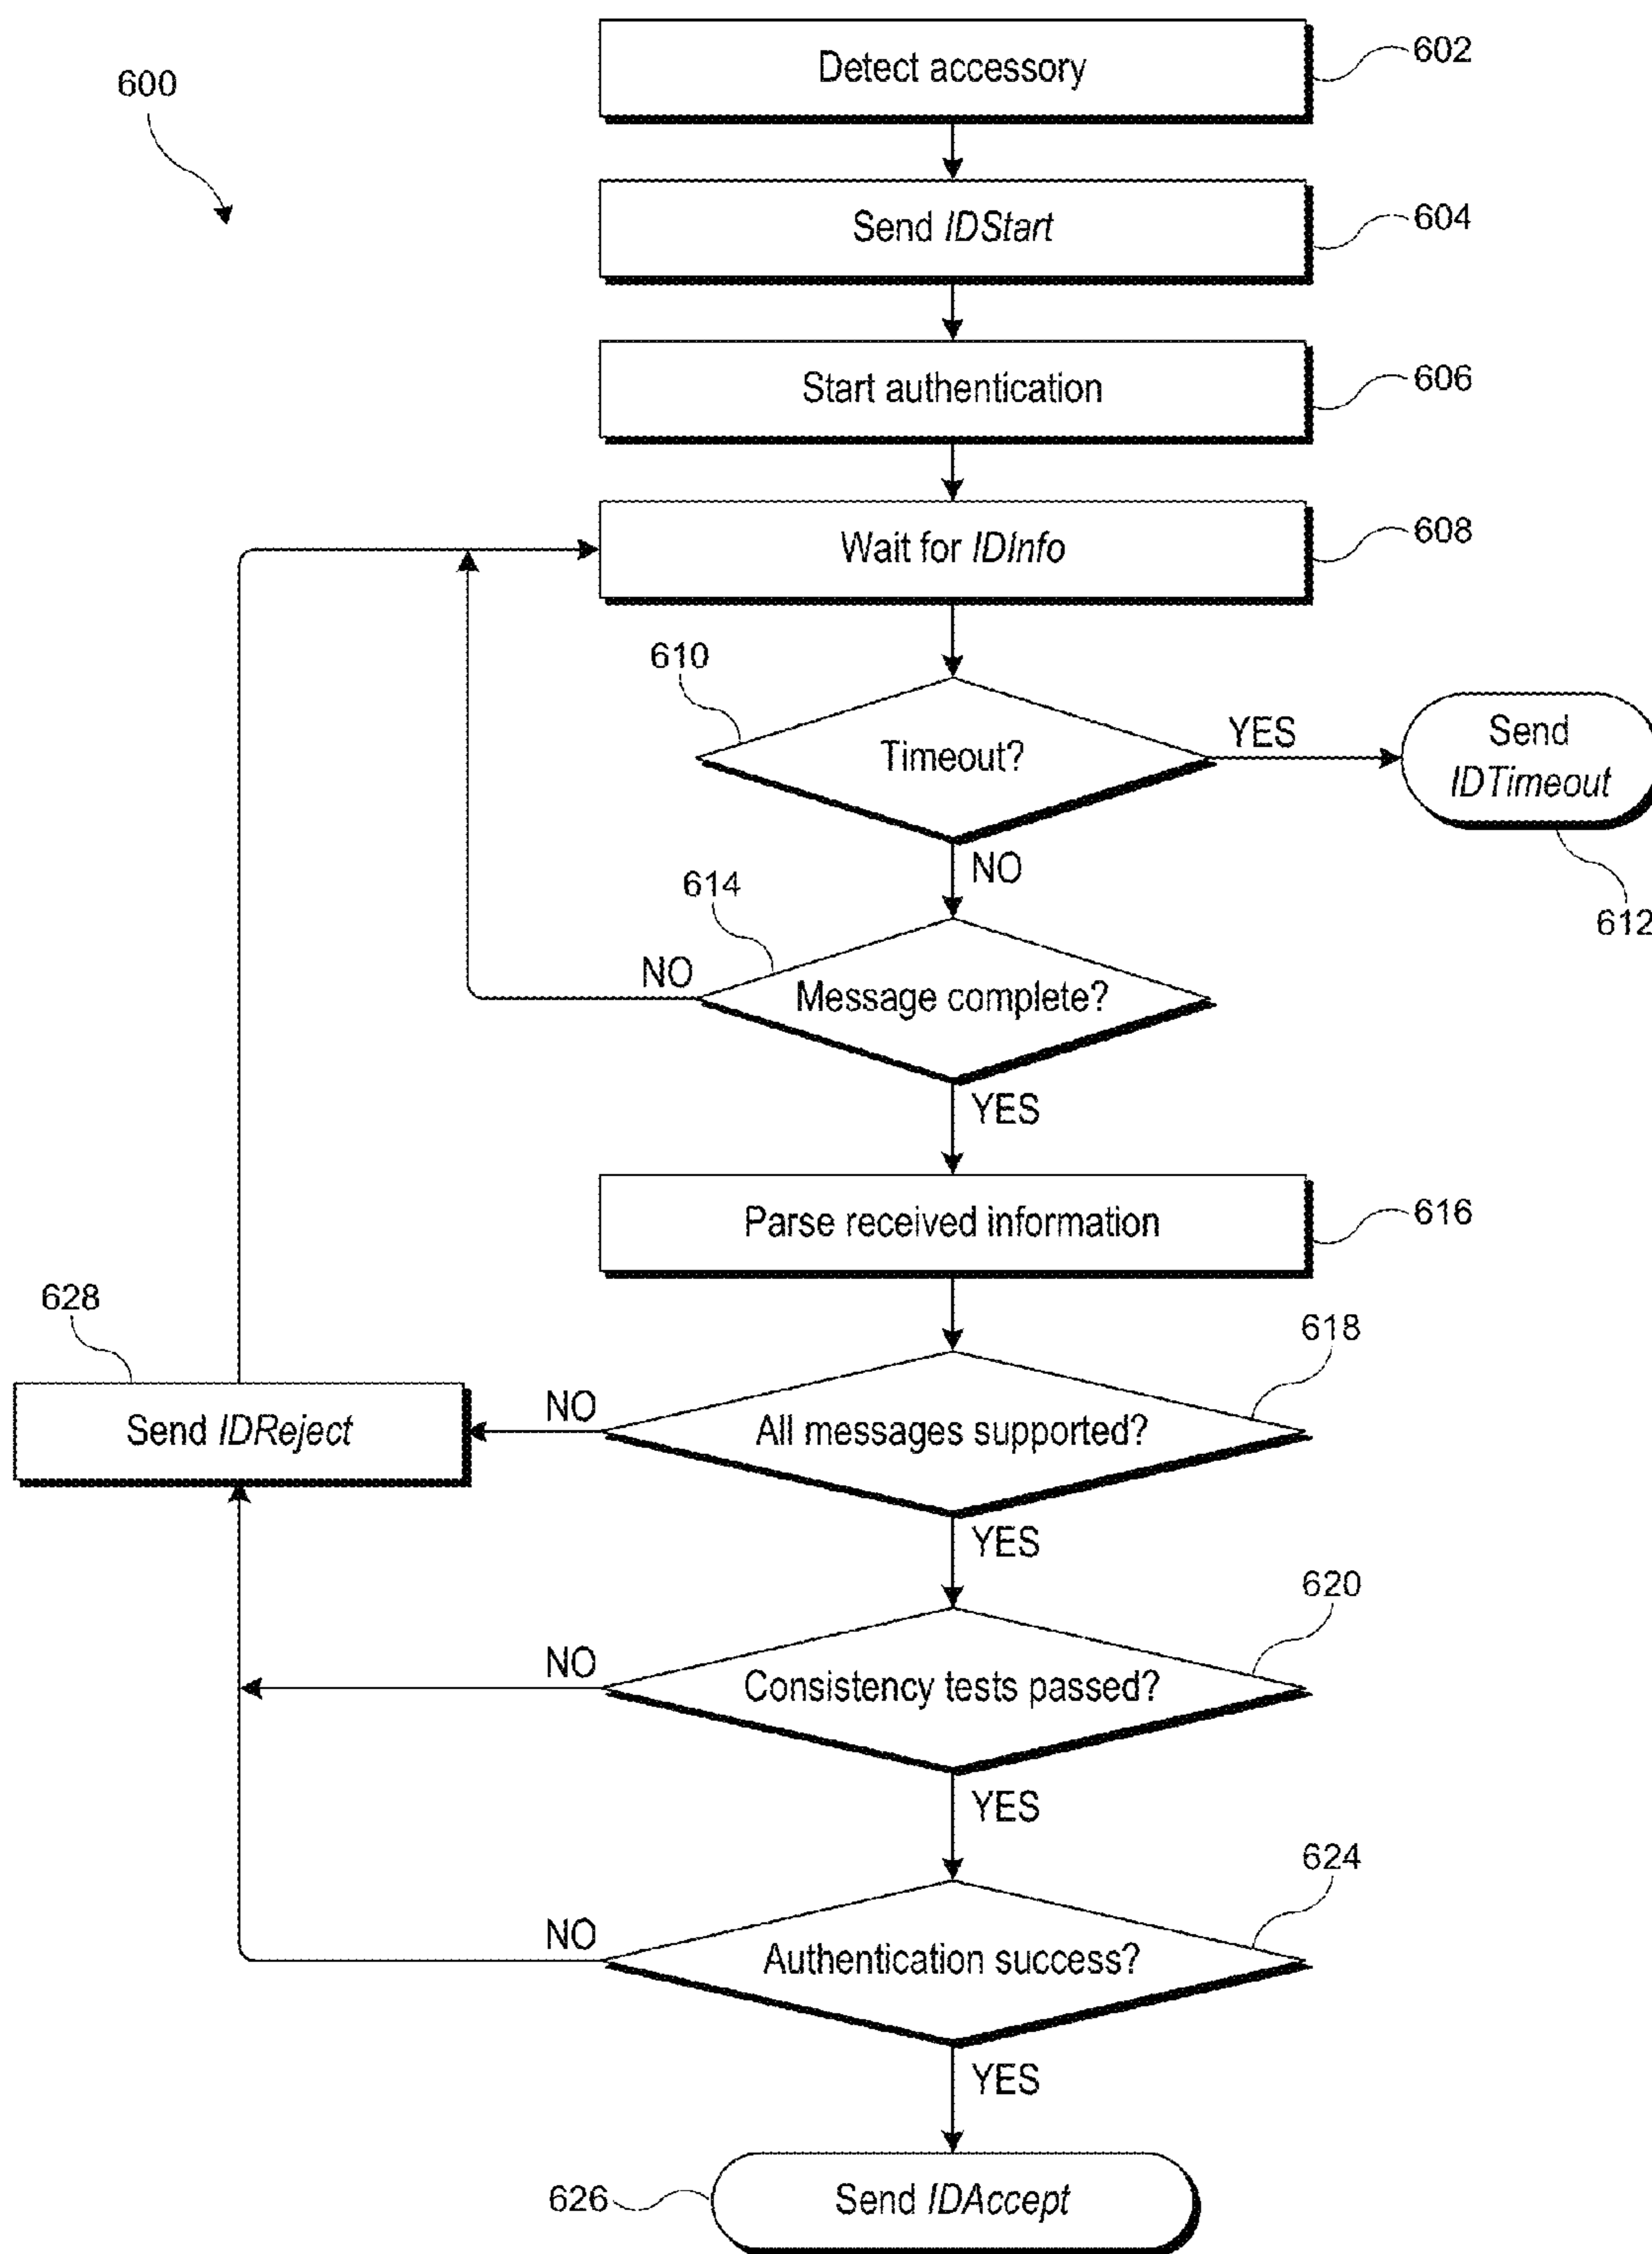 600
Detect accessory
602
Send IDStart
604
Start authentication
606
Wait for IDInfo
608
610
Timeout?
YES
Send
IDTimeout
612
NO
614
NO
Message complete?
YES
Parse received information
616
628
Send IDReject
NO
All messages supported?
618
YES
620
NO
Consistency tests passed?
YES
624
NO
Authentication success?
YES
626
Send IDAccept